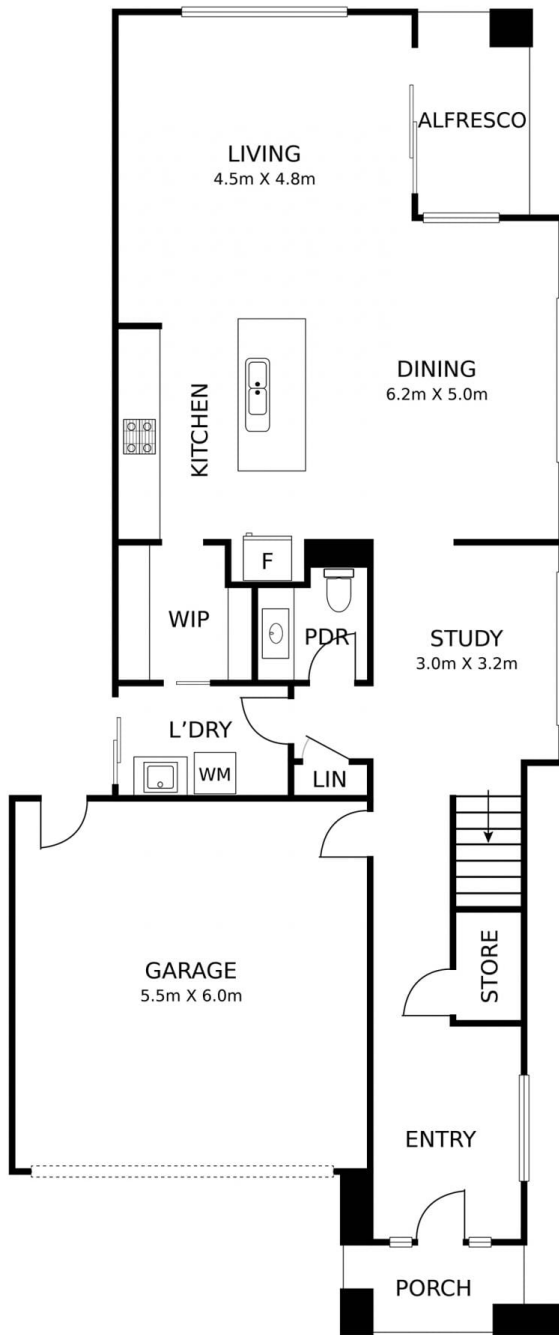 ALFRESCO
LIVING
4.5m X 4.8m
DINING
6.2m X 5.0m
KITCHEN
F
WIP
PDR
STUDY
3.0m X 3.2m
L'DRY
WM
LIN
GARAGE
5.5m X 6.0m
STORE
ENTRY
PORCH